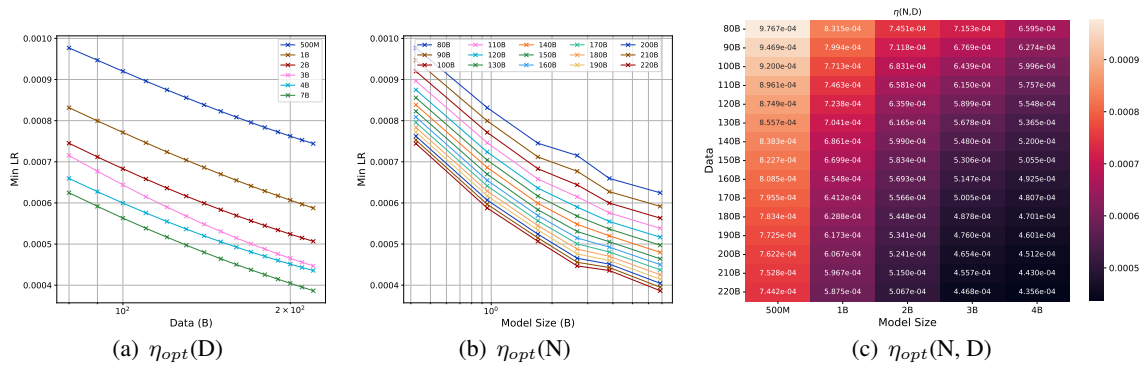 0.0010
0.0009
0.0008
0.0007
0.0006
0.0005
0.0004
Min LR
10²
2 × 10²
Data (B)
500M
1B
2B
3B
4B
7B
(a) η_opt(D)
0.0010
0.0009
0.0008
0.0007
0.0006
0.0005
0.0004
Min LR
10⁰
Model Size (B)
80B 110B 140B 170B 200B
90B 120B 150B 180B 210B
100B 130B 160B 190B 220B
(b) η_opt(N)
η(N,D)
Data
80B 9.767e-04 8.315e-04 7.451e-04 7.153e-04 6.595e-04
90B 9.469e-04 7.994e-04 7.118e-04 6.769e-04 6.274e-04
100B 9.200e-04 7.713e-04 6.831e-04 6.439e-04 5.996e-04
110B 8.961e-04 7.463e-04 6.581e-04 6.150e-04 5.757e-04
120B 8.749e-04 7.238e-04 6.359e-04 5.899e-04 5.548e-04
130B 8.557e-04 7.041e-04 6.165e-04 5.678e-04 5.365e-04
140B 8.383e-04 6.861e-04 5.990e-04 5.480e-04 5.200e-04
150B 8.227e-04 6.699e-04 5.834e-04 5.306e-04 5.055e-04
160B 8.085e-04 6.548e-04 5.693e-04 5.147e-04 4.925e-04
170B 7.955e-04 6.412e-04 5.566e-04 5.005e-04 4.807e-04
180B 7.834e-04 6.288e-04 5.448e-04 4.878e-04 4.701e-04
190B 7.725e-04 6.173e-04 5.341e-04 4.760e-04 4.601e-04
200B 7.622e-04 6.067e-04 5.241e-04 4.654e-04 4.512e-04
210B 7.528e-04 5.967e-04 5.150e-04 4.557e-04 4.430e-04
220B 7.442e-04 5.875e-04 5.067e-04 4.468e-04 4.356e-04
500M 1B 2B 3B 4B
Model Size
0.0009
0.0008
0.0007
0.0006
0.0005
(c) η_opt(N, D)